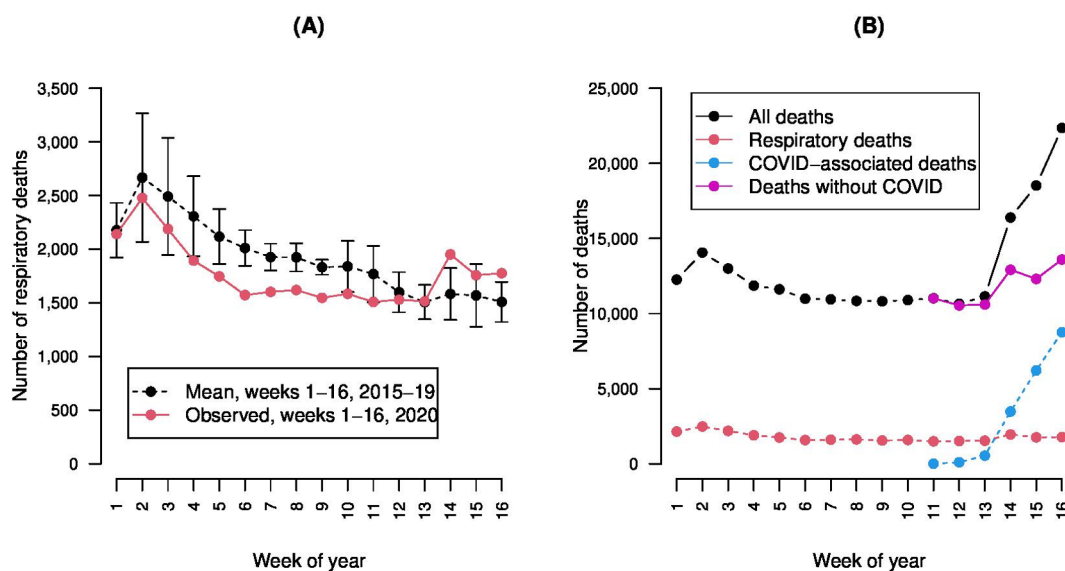 (A)
Number of respiratory deaths
3,500
3,000
2,500
2,000
1,500
1,000
500
0
Mean, weeks 1–16, 2015–19
Observed, weeks 1–16, 2020
1 2 3 4 5 6 7 8 9 10 11 12 13 14 15 16
Week of year
(B)
Number of deaths
25,000
20,000
15,000
10,000
5,000
0
All deaths
Respiratory deaths
COVID–associated deaths
Deaths without COVID
1 2 3 4 5 6 7 8 9 10 11 12 13 14 15 16
Week of year